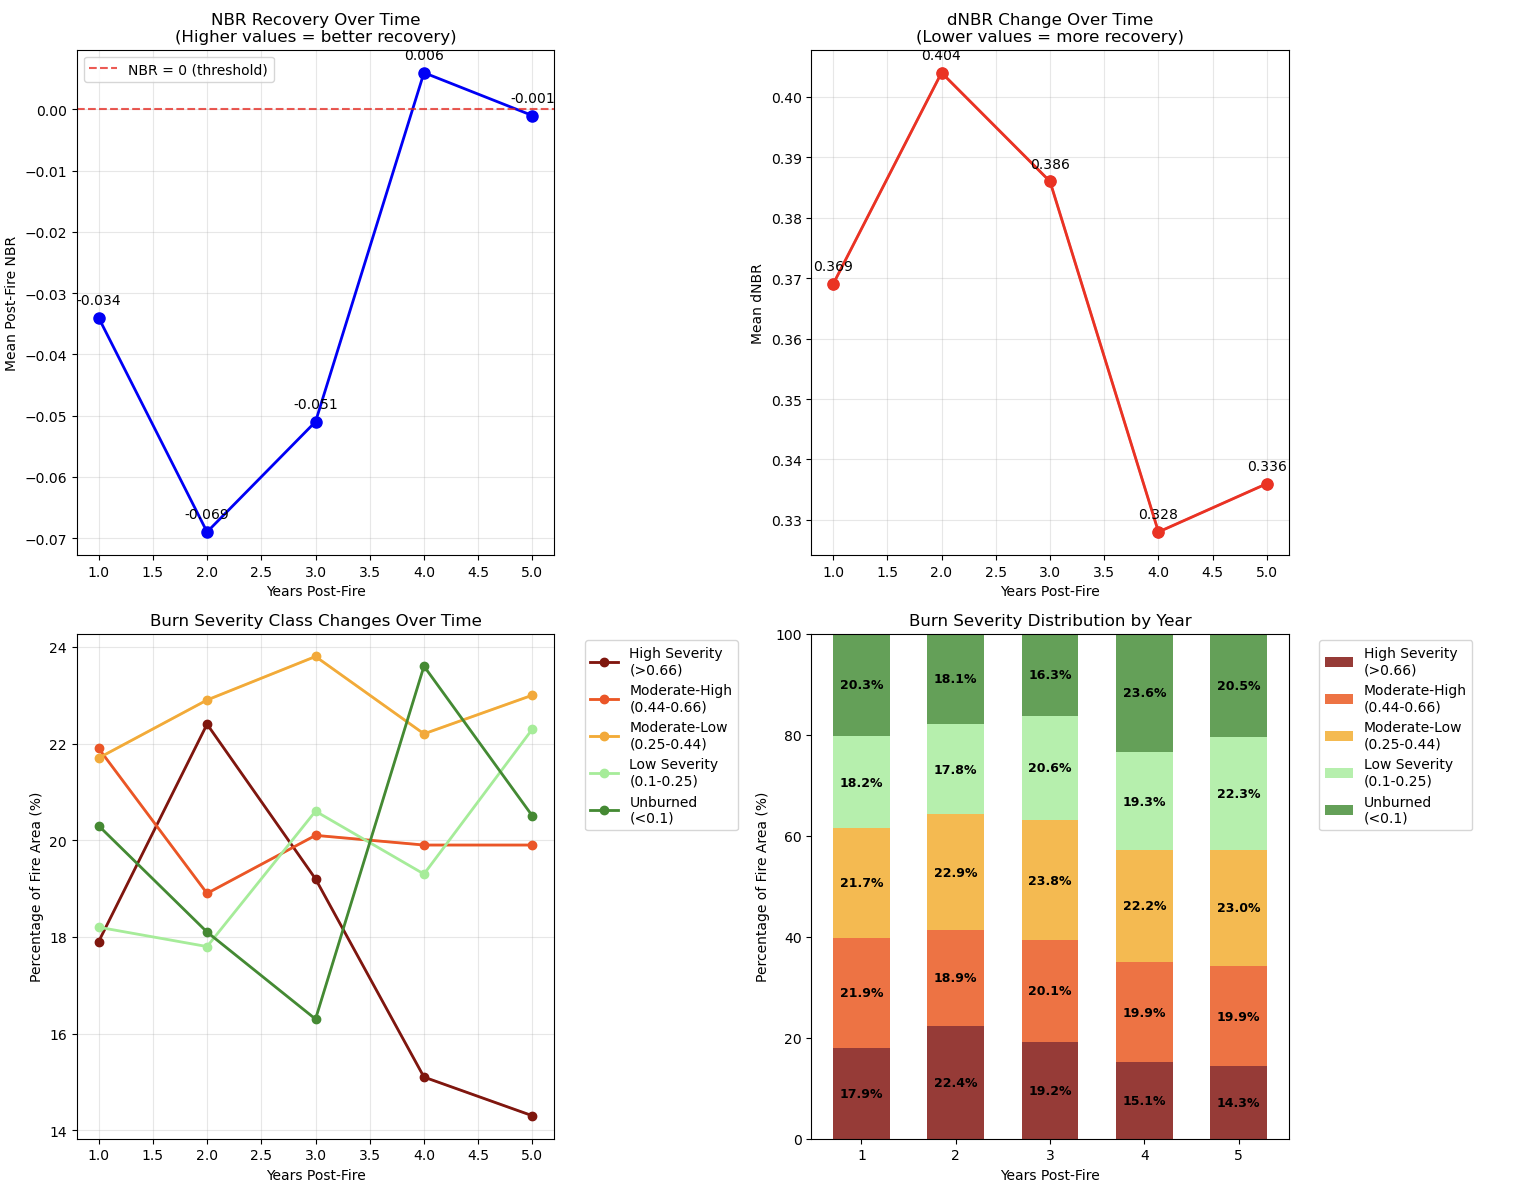 NBR Recovery Over Time
(Higher values = better recovery)
NBR = 0 (threshold)
0.006
-0.001
-0.034
-0.051
-0.069
0.00
−0.01
−0.02
−0.03
−0.04
−0.05
−0.06
−0.07
Mean Post-Fire NBR
1.0 1.5 2.0 2.5 3.0 3.5 4.0 4.5 5.0
Years Post-Fire
dNBR Change Over Time
(Lower values = more recovery)
0.404
0.386
0.369
0.336
0.328
0.40
0.39
0.38
0.37
0.36
0.35
0.34
0.33
Mean dNBR
1.0 1.5 2.0 2.5 3.0 3.5 4.0 4.5 5.0
Years Post-Fire
Burn Severity Class Changes Over Time
24
22
20
18
16
14
Percentage of Fire Area (%)
1.0 1.5 2.0 2.5 3.0 3.5 4.0 4.5 5.0
Years Post-Fire
High Severity
(>0.66)
Moderate-High
(0.44-0.66)
Moderate-Low
(0.25-0.44)
Low Severity
(0.1-0.25)
Unburned
(<0.1)
Burn Severity Distribution by Year
100
80
60
40
20
0
Percentage of Fire Area (%)
20.3% 18.1% 16.3% 23.6% 20.5%
18.2% 17.8% 20.6% 19.3% 22.3%
21.7% 22.9% 23.8% 22.2% 23.0%
21.9% 18.9% 20.1% 19.9% 19.9%
17.9% 22.4% 19.2% 15.1% 14.3%
1 2 3 4 5
Years Post-Fire
High Severity
(>0.66)
Moderate-High
(0.44-0.66)
Moderate-Low
(0.25-0.44)
Low Severity
(0.1-0.25)
Unburned
(<0.1)